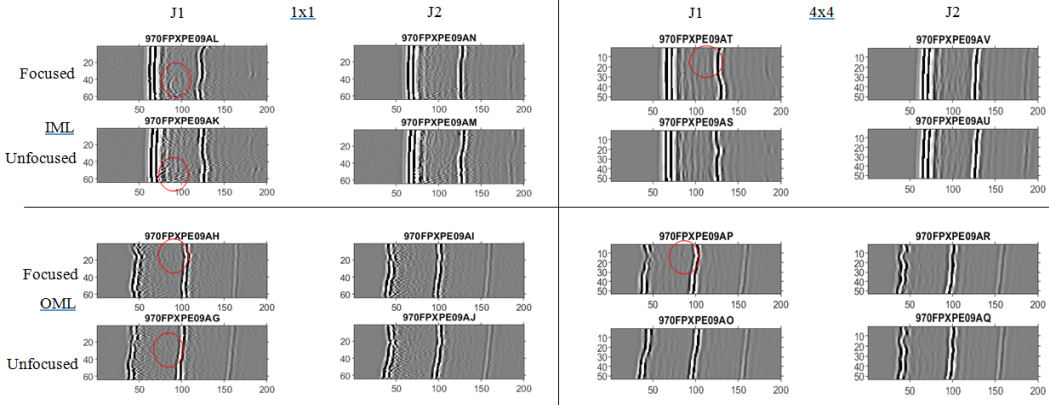 J1 1x1 J2 J1 4x4 J2
970FPXPE09AL 970FPXPE09AN 970FPXPE09AT 970FPXPE09AV
Focused
20 20 10 20 30 40 50 10 20 30 40 50
40 40
60 60
50 100 150 200 50 100 150 200 50 100 150 200 50 100 150 200
IML
970FPXPE09AK 970FPXPE09AM 970FPXPE09AS 970FPXPE09AU
Unfocused
20 20 10 20 30 40 50 10 20 30 40 50
40 40
60 60
50 100 150 200 50 100 150 200 50 100 150 200 50 100 150 200
970FPXPE09AH 970FPXPE09AI 970FPXPE09AP 970FPXPE09AR
Focused
20 20 10 20 30 40 50 10 20 30 40 50
40 40
60 60
50 100 150 200 50 100 150 200 50 100 150 200 50 100 150 200
OML
970FPXPE09AG 970FPXPE09AJ 970FPXPE09AO 970FPXPE09AQ
Unfocused
20 20 10 20 30 40 50 10 20 30 40 50
40 40
60 60
50 100 150 200 50 100 150 200 50 100 150 200 50 100 150 200